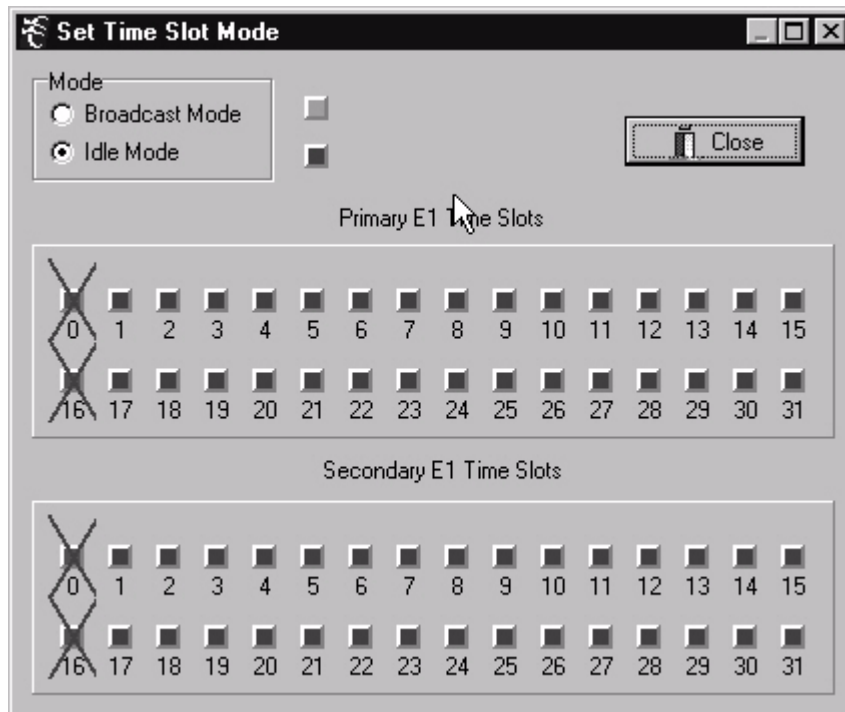 Set Time Slot Mode
Mode
Broadcast Mode
Idle Mode
Close
Primary E1 Time Slots
0 1 2 3 4 5 6 7 8 9 10 11 12 13 14 15
16 17 18 19 20 21 22 23 24 25 26 27 28 29 30 31
Secondary E1 Time Slots
0 1 2 3 4 5 6 7 8 9 10 11 12 13 14 15
16 17 18 19 20 21 22 23 24 25 26 27 28 29 30 31